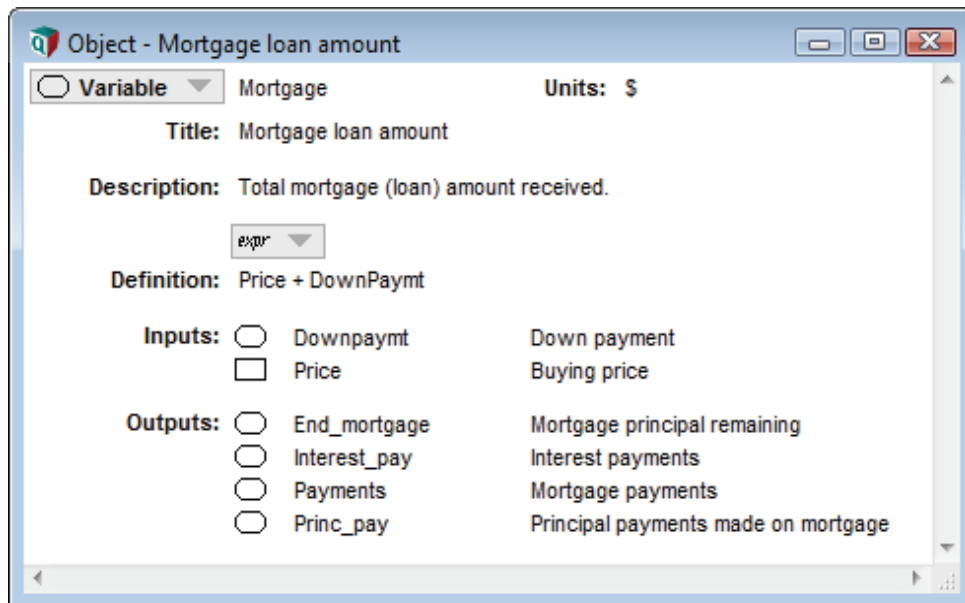 Object - Mortgage loan amount
Variable Mortgage Units: $
Title: Mortgage loan amount
Description: Total mortgage (loan) amount received.
expr
Definition: Price + DownPaymt
Inputs: Downpaymt Down payment
Price Buying price
Outputs: End_mortgage Mortgage principal remaining
Interest_pay Interest payments
Payments Mortgage payments
Princ_pay Principal payments made on mortgage